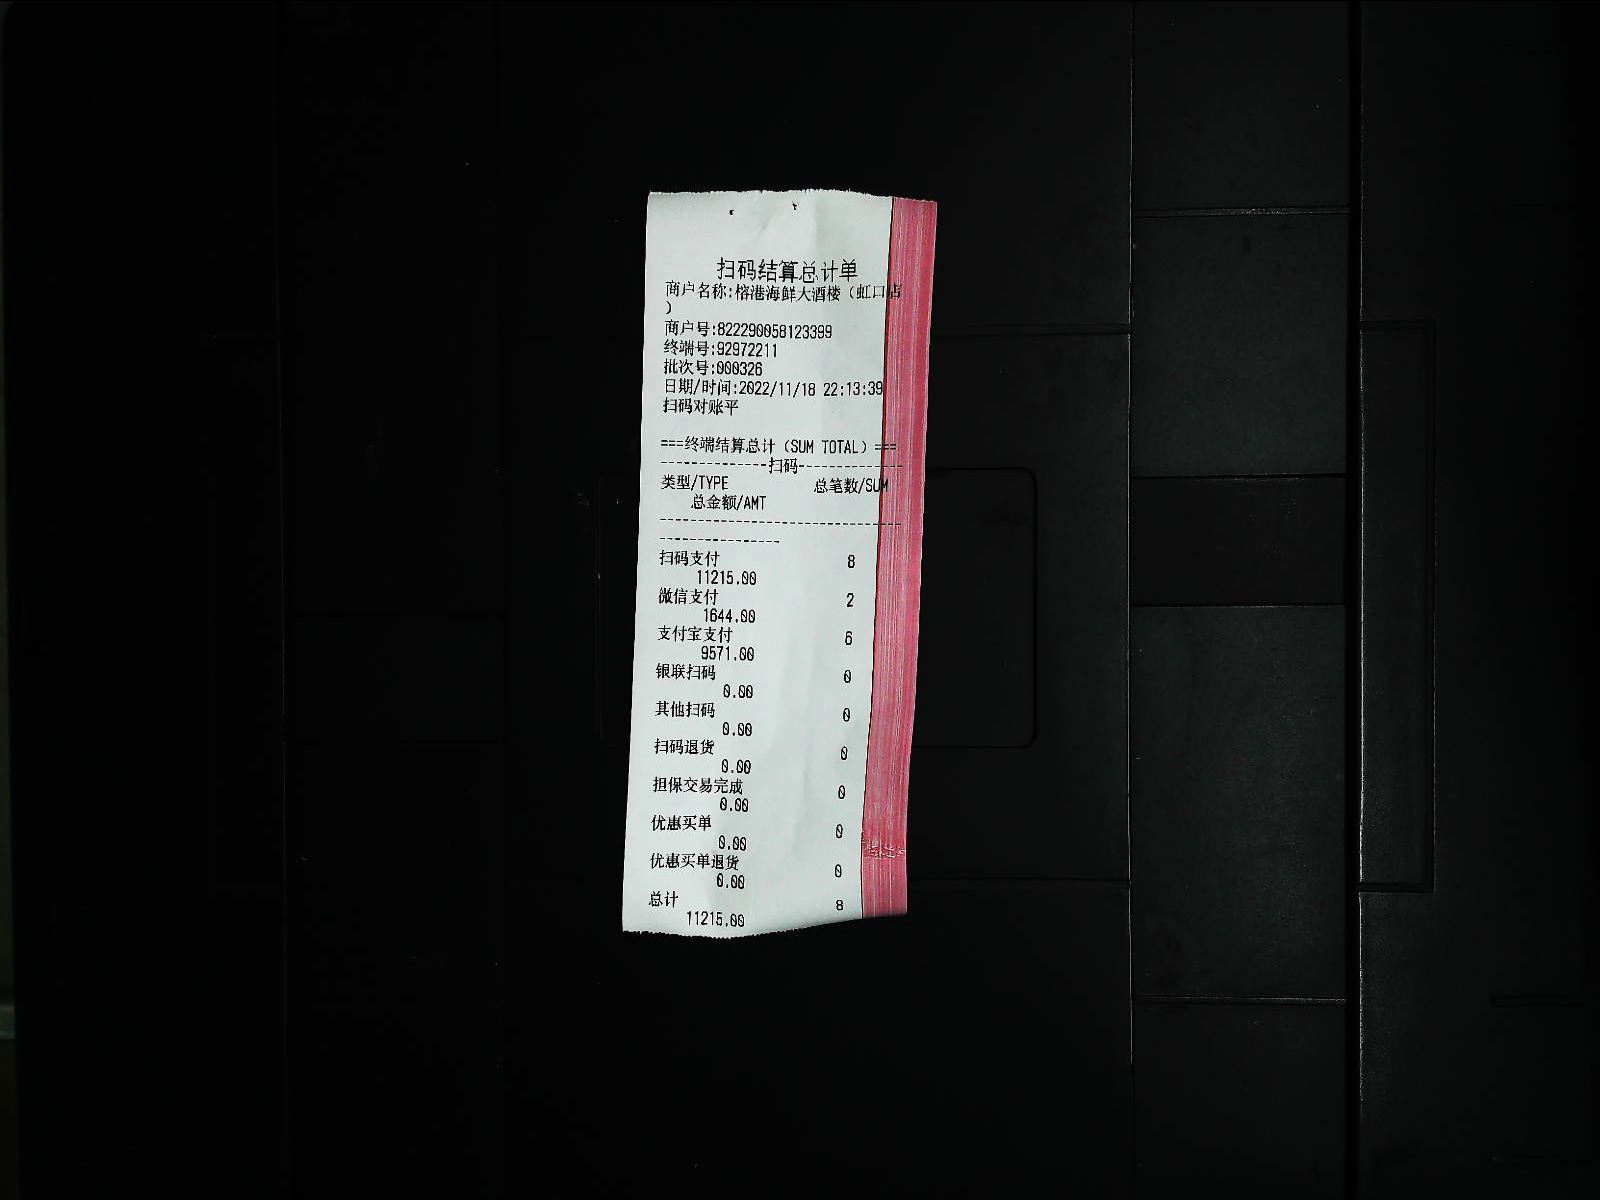 扫码结算总计单
商户名称:榕港海鲜大酒楼（虹口店
）
商户号:822290058123399
终端号:92972211
批次号:000326
日期/时间:2022/11/18 22:13:39
扫码对账平
===终端结算总计（SUM TOTAL）===
--------------扫码--------------
类型/TYPE 总笔数/SUM
总金额/AMT
--------------------------------
----------------
扫码支付 8
11215.00
微信支付 2
1644.00
支付宝支付 6
9571.00
银联扫码 0
0.00
其他扫码 0
0.00
扫码退货 0
0.00
担保交易完成 0
0.00
优惠买单 0
0.00
优惠买单退货 0
0.00
总计 8
11215.00